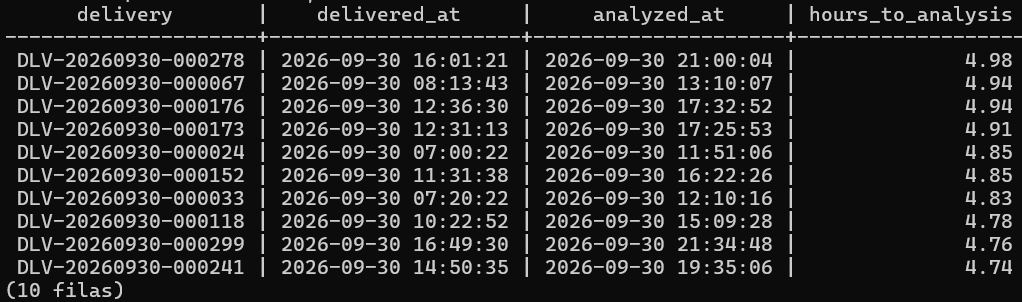 delivery | delivered_at | analyzed_at | hours_to_analysis
---------------------+---------------------+---------------------+-------------------
DLV-20260930-000278 | 2026-09-30 16:01:21 | 2026-09-30 21:00:04 | 4.98
DLV-20260930-000067 | 2026-09-30 08:13:43 | 2026-09-30 13:10:07 | 4.94
DLV-20260930-000176 | 2026-09-30 12:36:30 | 2026-09-30 17:32:52 | 4.94
DLV-20260930-000173 | 2026-09-30 12:31:13 | 2026-09-30 17:25:53 | 4.91
DLV-20260930-000024 | 2026-09-30 07:00:22 | 2026-09-30 11:51:06 | 4.85
DLV-20260930-000152 | 2026-09-30 11:31:38 | 2026-09-30 16:22:26 | 4.85
DLV-20260930-000033 | 2026-09-30 07:20:22 | 2026-09-30 12:10:16 | 4.83
DLV-20260930-000118 | 2026-09-30 10:22:52 | 2026-09-30 15:09:28 | 4.78
DLV-20260930-000299 | 2026-09-30 16:49:30 | 2026-09-30 21:34:48 | 4.76
DLV-20260930-000241 | 2026-09-30 14:50:35 | 2026-09-30 19:35:06 | 4.74
(10 filas)